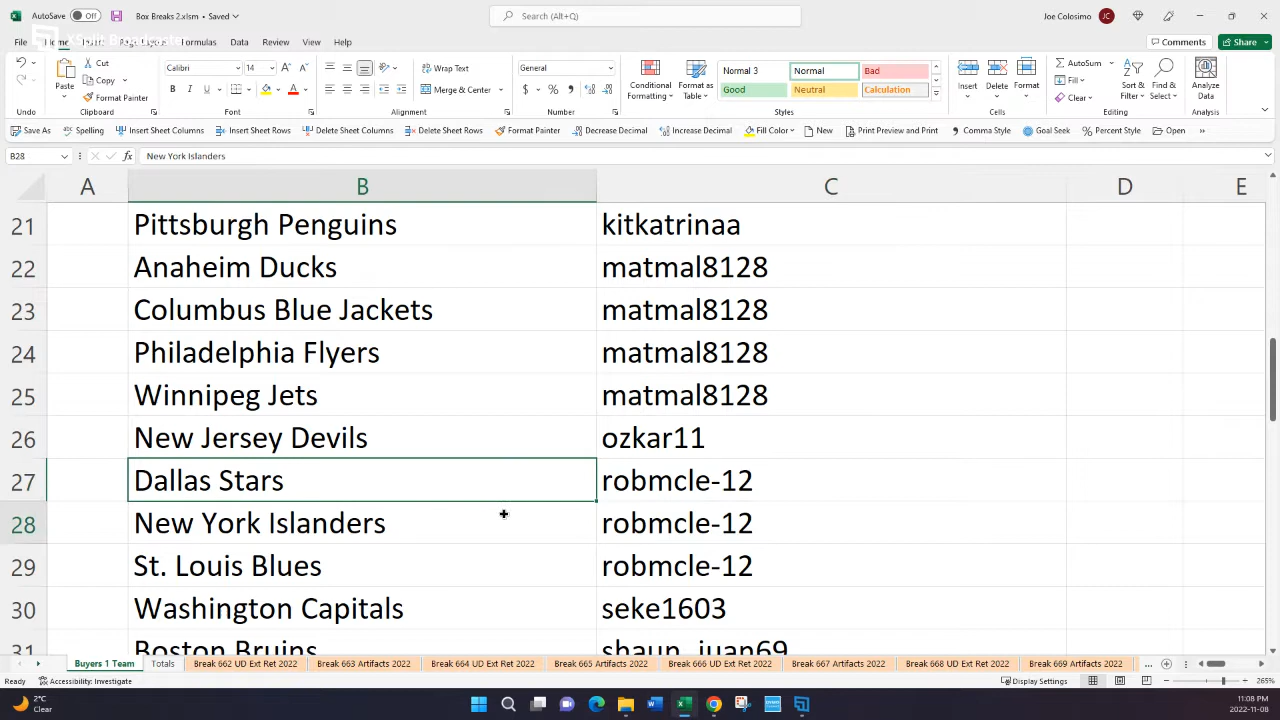 AutoSave Off Box Breaks 2.xlsm • Saved Search (Alt+Q) Joe Colosimo JC
XSplit Broadcaster
File Home Formulas Data Review View Help Comments Share
Cut Calibri 14 Wrap Text General Normal 3 Normal Bad AutoSum
Paste Copy Merge & Center Conditional Formatting Format as Table Good Neutral Calculation Insert Delete Format Fill Sort & Filter Find & Select Analyze Data
Format Painter Clear
Undo Clipboard Font Alignment Number Styles Cells Editing Analysis
Save As Spelling Insert Sheet Columns Insert Sheet Rows Delete Sheet Columns Delete Sheet Rows Format Painter Decrease Decimal Increase Decimal Fill Color New Print Preview and Print Comma Style Goal Seek Percent Style Open
B28 fx New York Islanders
A B C D E
21 Pittsburgh Penguins kitkatrinaa
22 Anaheim Ducks matmal8128
23 Columbus Blue Jackets matmal8128
24 Philadelphia Flyers matmal8128
25 Winnipeg Jets matmal8128
26 New Jersey Devils ozkar11
27 Dallas Stars robmcle-12
28 New York Islanders robmcle-12
29 St. Louis Blues robmcle-12
30 Washington Capitals seke1603
31 Boston Bruins shaun_juan69
Buyers 1 Team Totals Break 662 UD Ext Ret 2022 Break 663 Artifacts 2022 Break 664 UD Ext Ret 2022 Break 665 Artifacts 2022 Break 666 UD Ext Ret 2022 Break 667 Artifacts 2022 Break 668 UD Ext Ret 2022 Break 669 Artifacts 2022 ...
Ready Accessibility: Investigate Display Settings 265%
2°C 11:08 PM
Clear 2022-11-08